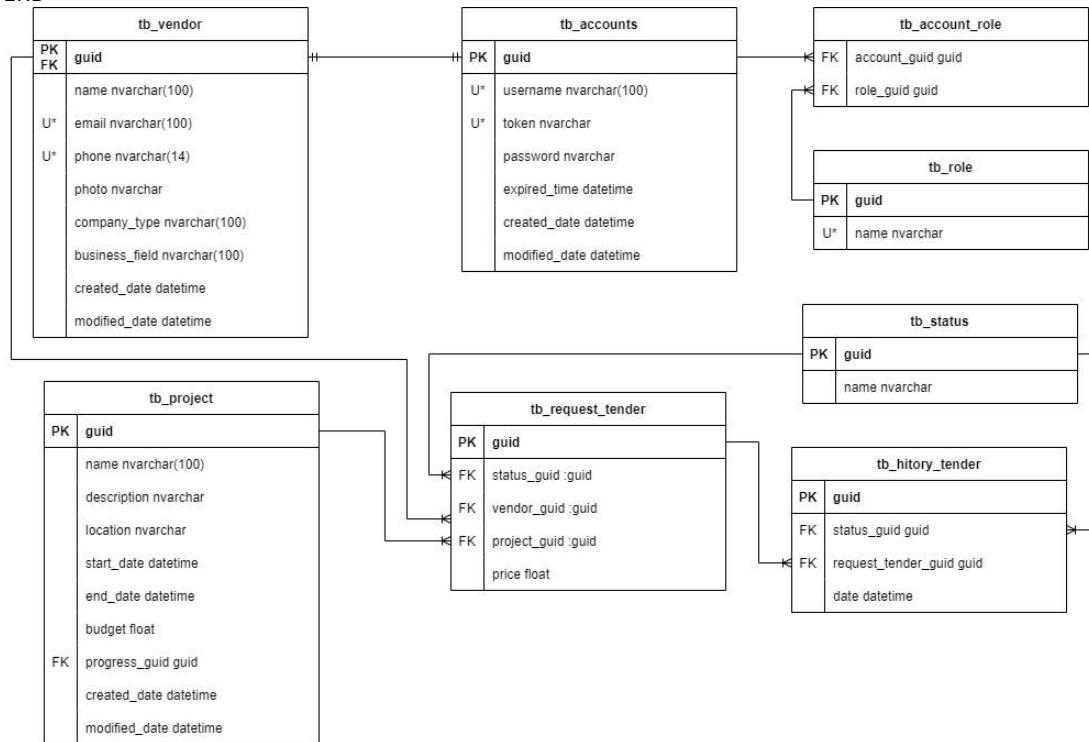 tb_vendor
PK
FK
guid
name nvarchar(100)
U* email nvarchar(100)
U* phone nvarchar(14)
photo nvarchar
company_type nvarchar(100)
business_field nvarchar(100)
created_date datetime
modified_date datetime
tb_accounts
PK guid
U* username nvarchar(100)
U* token nvarchar
password nvarchar
expired_time datetime
created_date datetime
modified_date datetime
tb_account_role
FK account_guid guid
FK role_guid guid
tb_role
PK guid
U* name nvarchar
tb_status
PK guid
name nvarchar
tb_project
PK guid
name nvarchar(100)
description nvarchar
location nvarchar
start_date datetime
end_date datetime
budget float
FK progress_guid guid
created_date datetime
modified_date datetime
tb_request_tender
PK guid
FK status_guid :guid
FK vendor_guid :guid
FK project_guid :guid
price float
tb_hitory_tender
PK guid
FK status_guid guid
FK request_tender_guid guid
date datetime